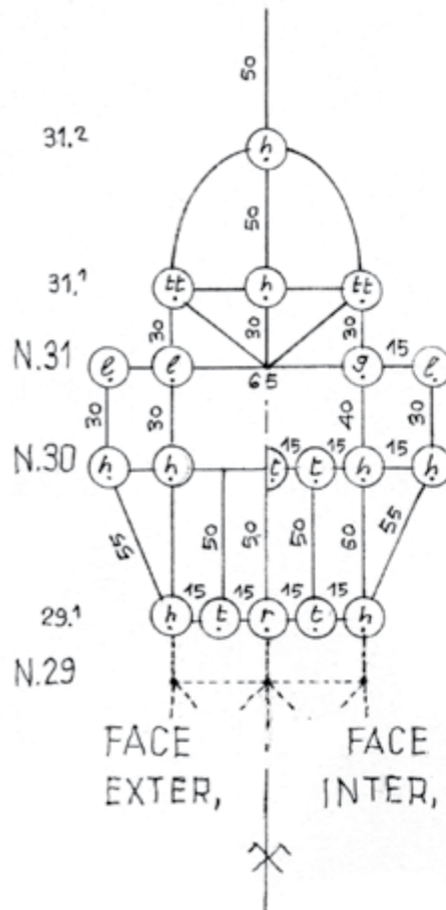 50
31.2
h
50
31.1
tt h tt
30 30 30
N.31
l l 65 g 15 l
30 30 40 30
N.30
h h t 15 t 15 h 15 h
55 50 50 50 60 55
29.1
h 15 t 15 r 15 t 15 h
N.29
FACE EXTER,
FACE INTER,